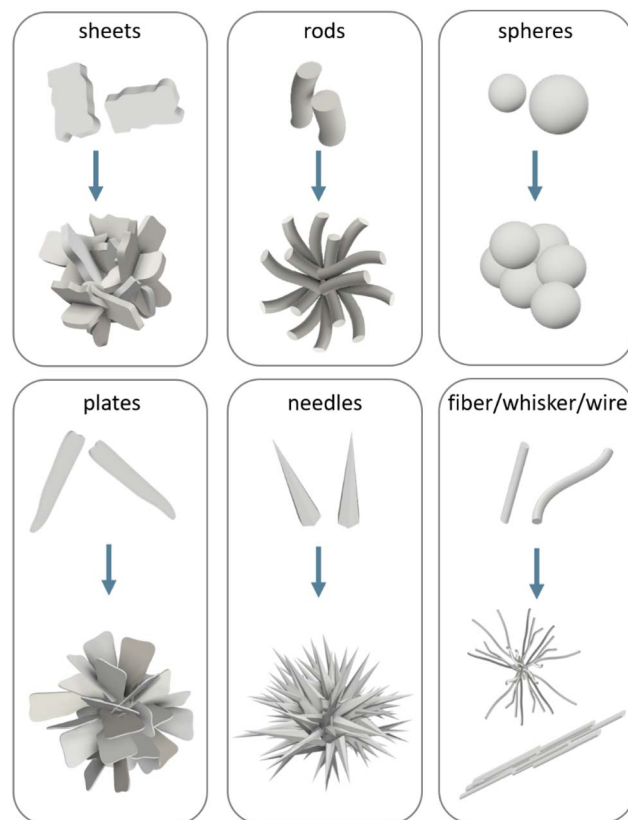 sheets
rods
spheres
plates
needles
fiber/whisker/wire